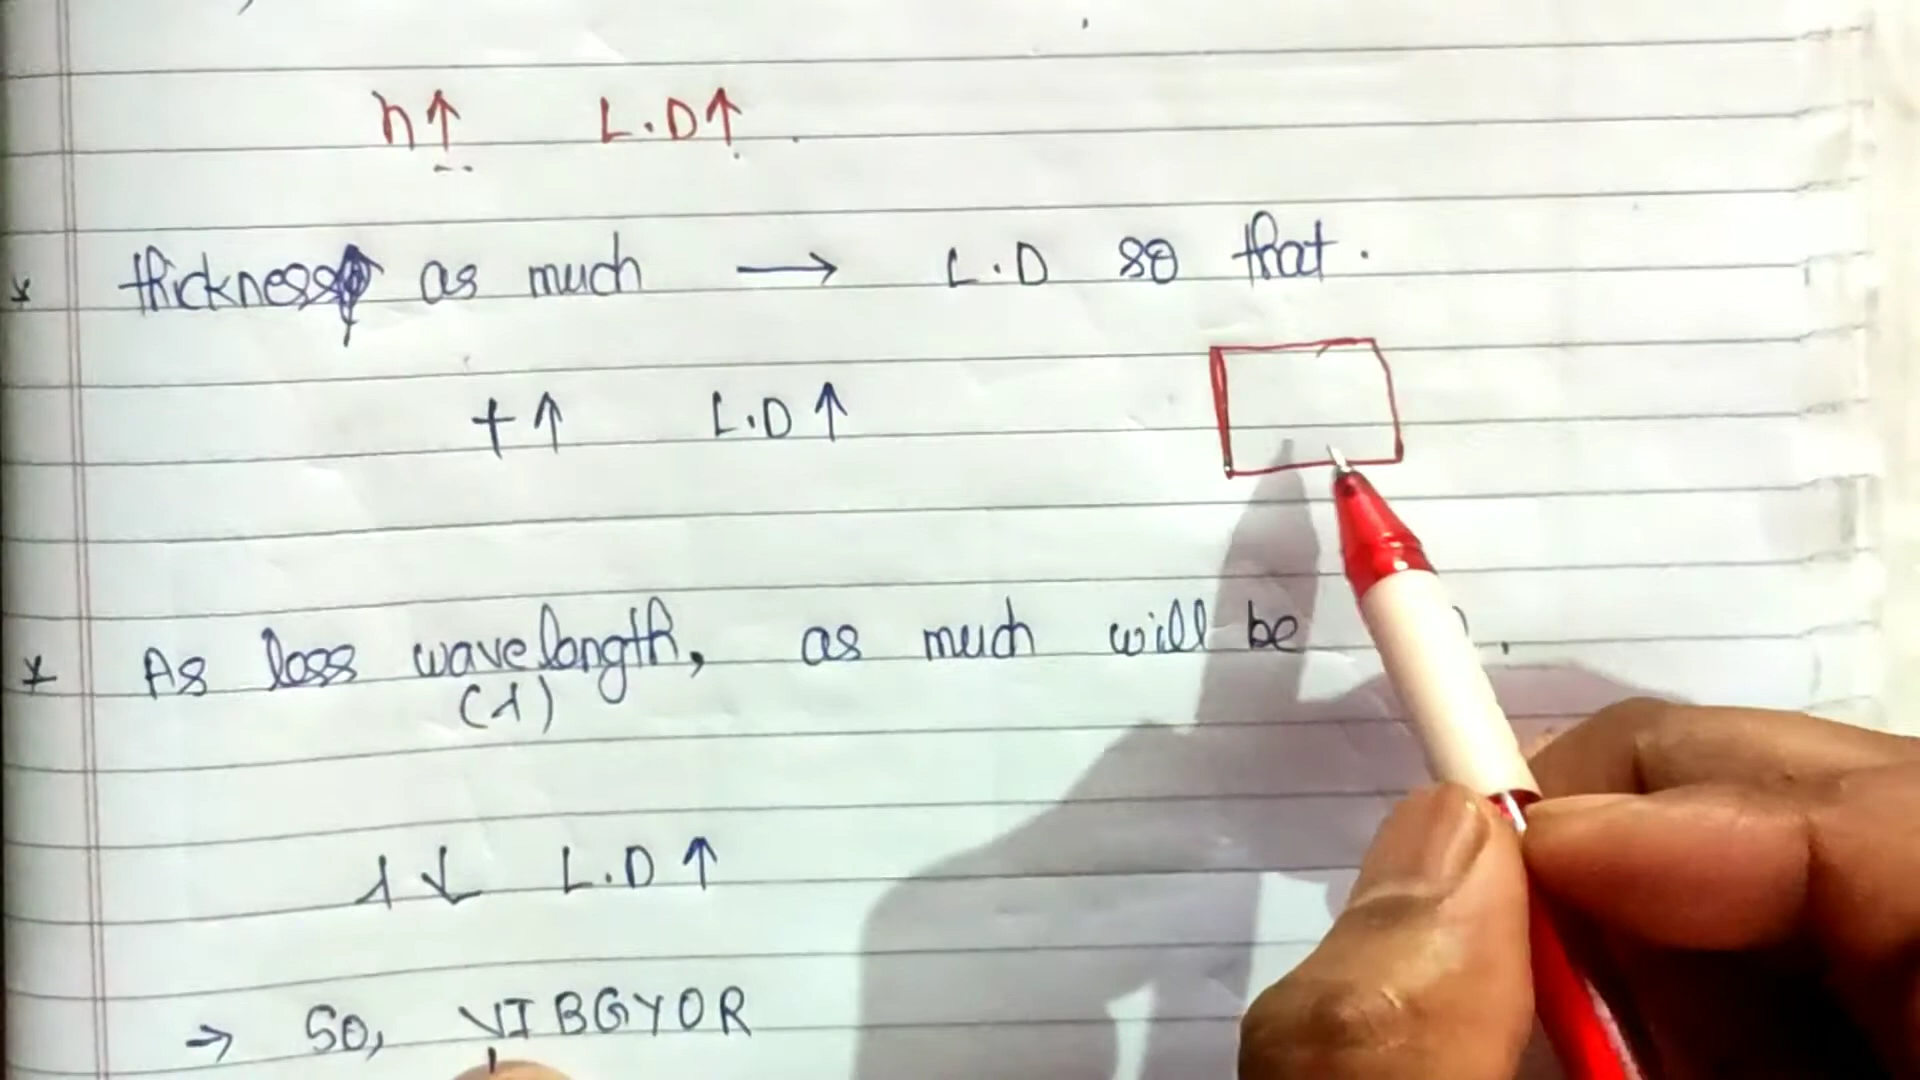 n↑ L.D↑
* thickness↑ as much → L.D so that.
t↑ L.D↑
* As less wavelength, as much will be
(λ)
λ↓ L.D↑
→ So, VIBGYOR